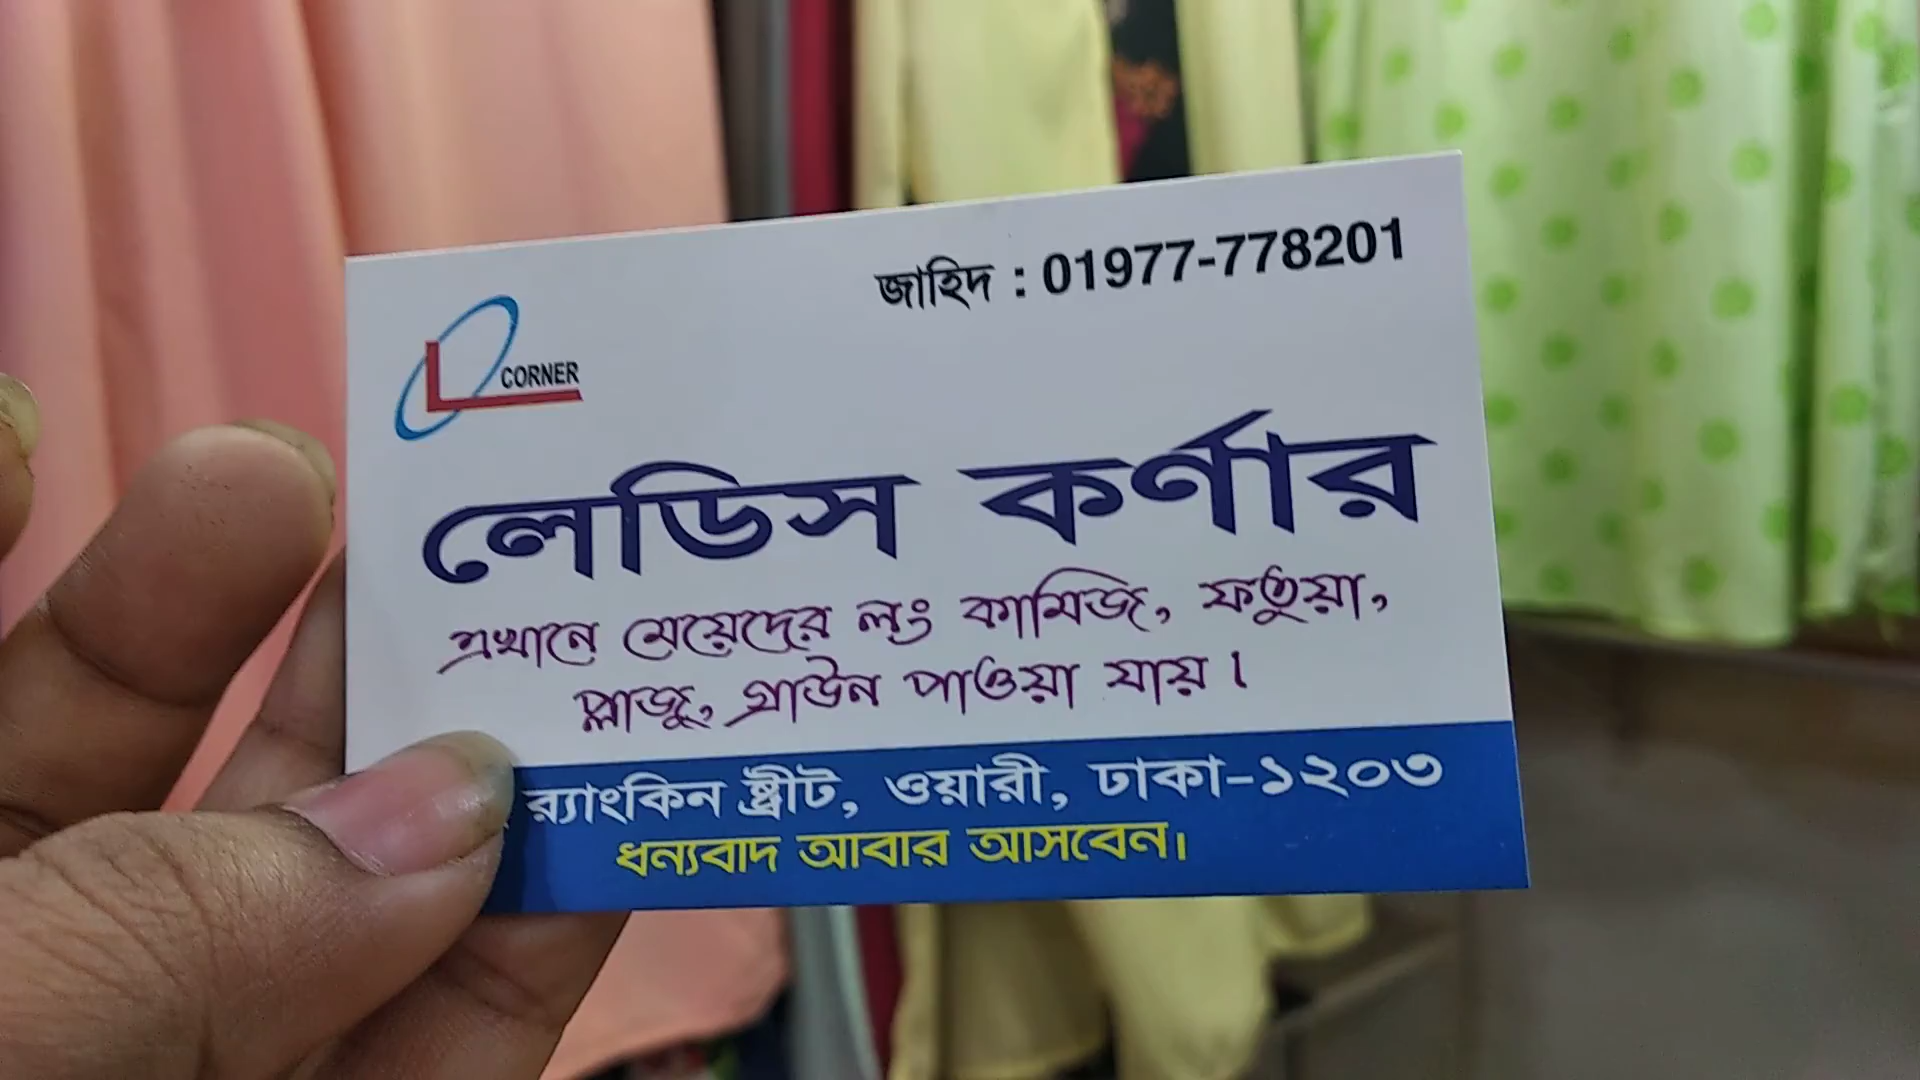 জাহিদ : 01977-778201
L CORNER
লেডিস কর্ণার
এখানে মেয়েদের লং কামিজ, ফতুয়া,
প্লাজু, গ্রাউন পাওয়া যায়।
র‍্যাংকিন ষ্ট্রীট, ওয়ারী, ঢাকা-১২০৩
ধন্যবাদ আবার আসবেন।